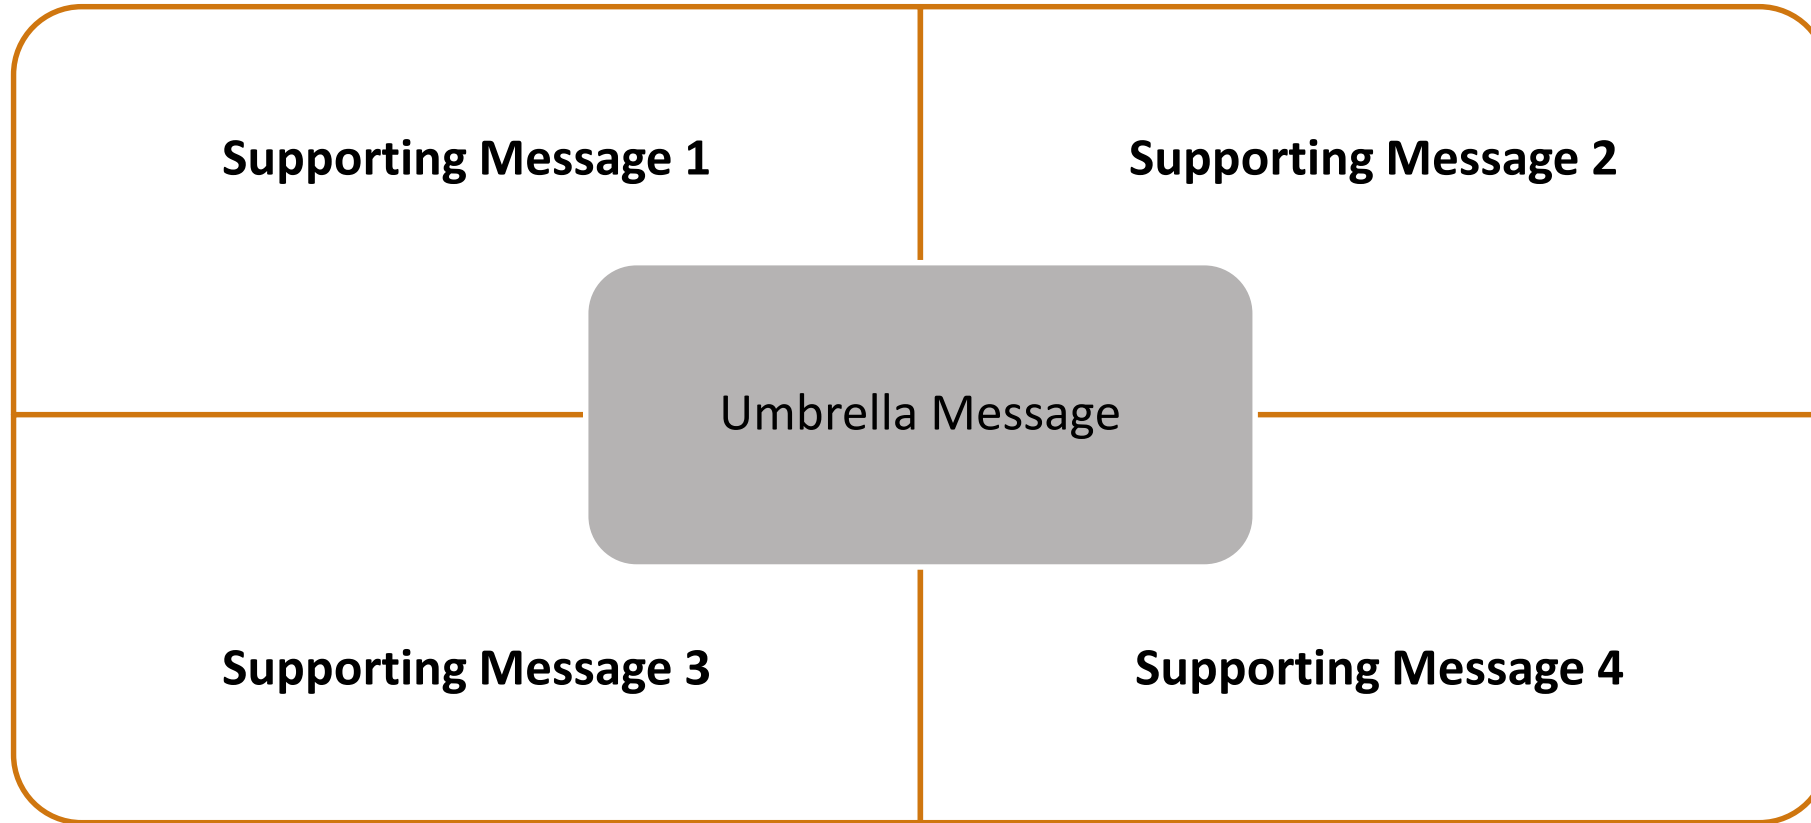 Supporting Message 1
Supporting Message 2
Umbrella Message
Supporting Message 3
Supporting Message 4